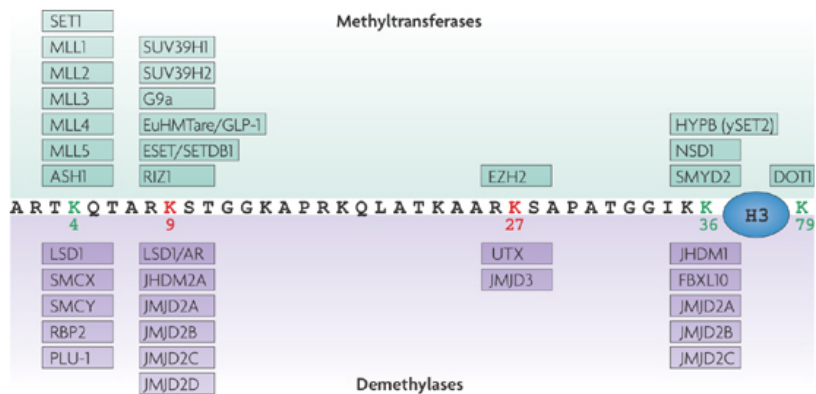 SET1 Methyltransferases
MLL1 SUV39H1
MLL2 SUV39H2
MLL3 G9a
MLL4 EuHMTare/GLP-1 HYPB (ySET2)
MLL5 ESET/SETDB1 NSD1
ASH1 RIZ1 EZH2 SMYD2 DOT1
A R T K Q T A R K S T G G K A P R K Q L A T K A A R K S A P A T G G I K K H3 K
4 9 27 36 79
LSD1 LSD1/AR UTX JHDM1
SMCX JHDM2A JMJD3 FBXL10
SMCY JMJD2A JMJD2A
RBP2 JMJD2B JMJD2B
PLU-1 JMJD2C JMJD2C
JMJD2D Demethylases